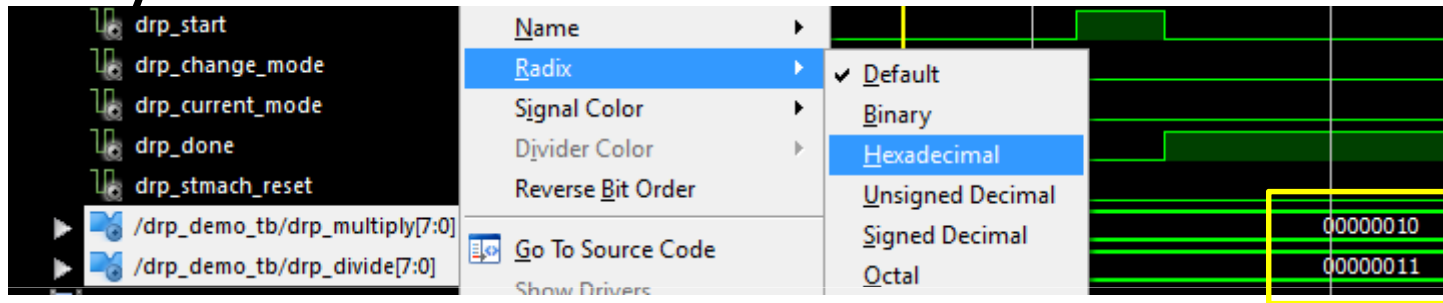 drp_start
drp_change_mode
drp_current_mode
drp_done
drp_stmach_reset
/drp_demo_tb/drp_multiply[7:0]
/drp_demo_tb/drp_divide[7:0]
Name
Radix
Signal Color
Divider Color
Reverse Bit Order
Go To Source Code
Show Drivers
Default
Binary
Hexadecimal
Unsigned Decimal
Signed Decimal
Octal
00000010
00000011